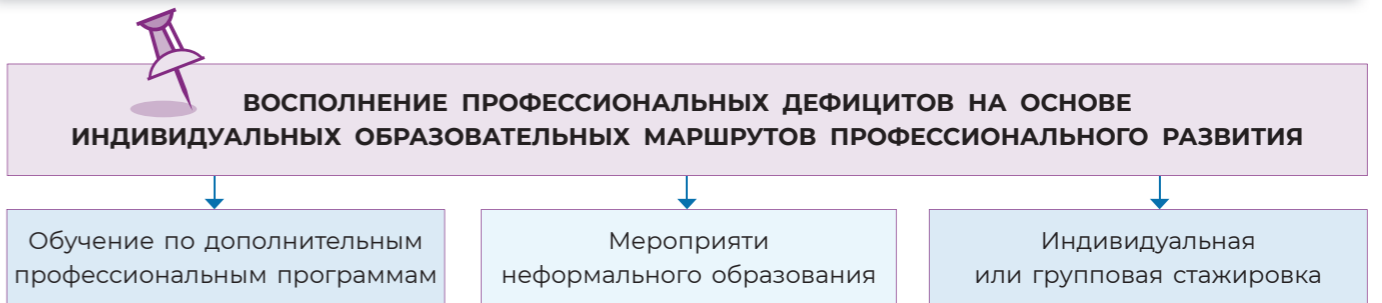 ВОСПОЛНЕНИЕ ПРОФЕССИОНАЛЬНЫХ ДЕФИЦИТОВ НА ОСНОВЕ
ИНДИВИДУАЛЬНЫХ ОБРАЗОВАТЕЛЬНЫХ МАРШРУТОВ ПРОФЕССИОНАЛЬНОГО РАЗВИТИЯ
Обучение по дополнительным
профессиональным программам
Мероприяти
неформального образования
Индивидуальная
или групповая стажировка